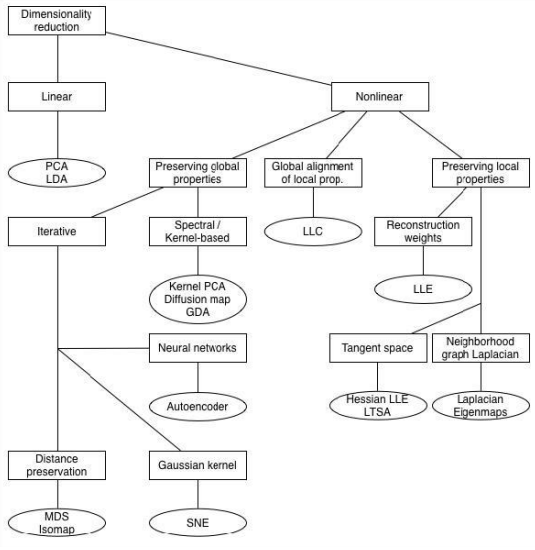 Dimensionality
reduction
Linear
Nonlinear
PCA
LDA
Preserving global
properties
Global alignment
of local prop.
Preserving local
properties
Iterative
Spectral /
Kernel-based
LLC
Reconstruction
weights
Kernel PCA
Diffusion map
GDA
LLE
Neural networks
Tangent space
Neighborhood
graph Laplacian
Autoencoder
Hessian LLE
LTSA
Laplacian
Eigenmaps
Distance
preservation
Gaussian kernel
MDS
Isomap
SNE